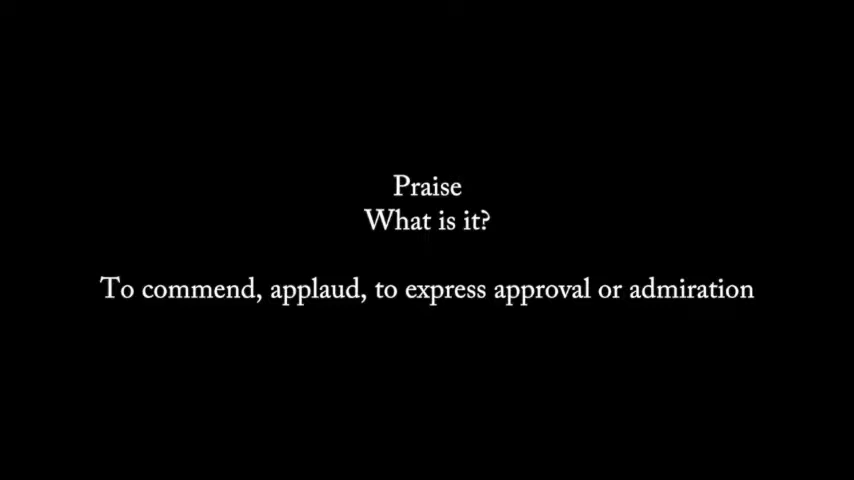 Praise
What is it?
To commend, applaud, to express approval or admiration